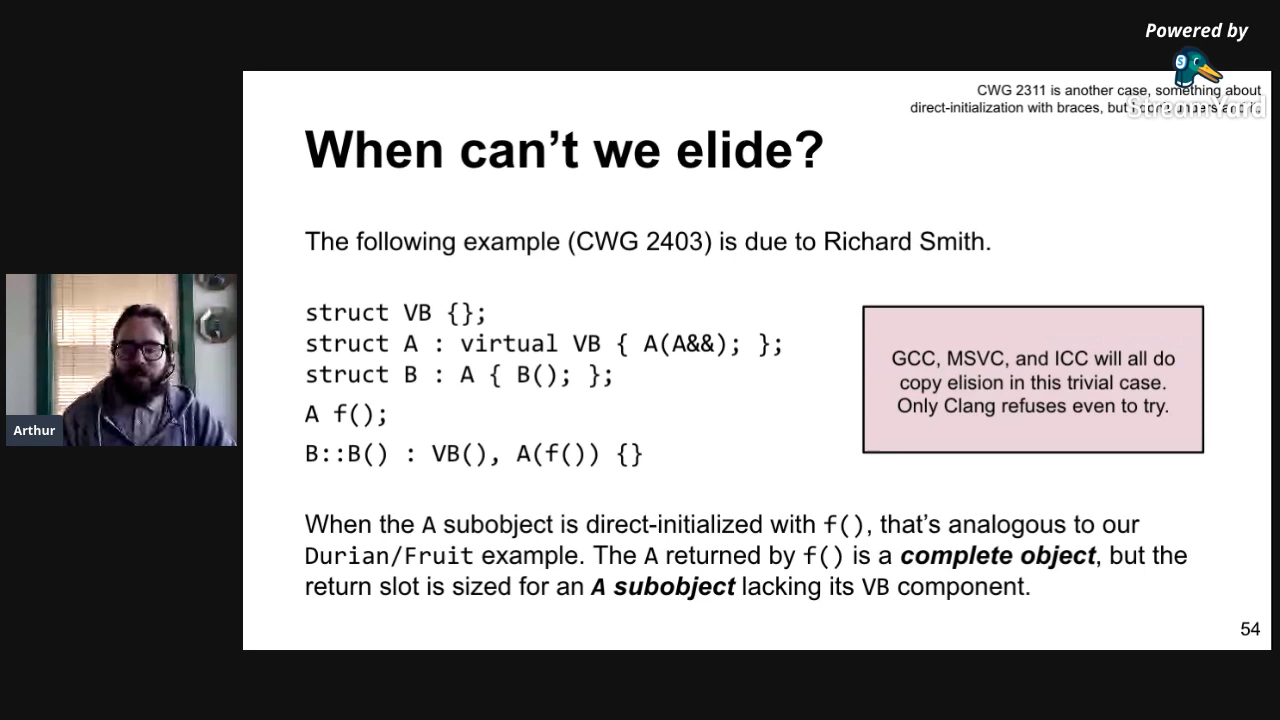 Powered by
StreamYard
CWG 2311 is another case, something about
direct-initialization with braces, but
When can’t we elide?
The following example (CWG 2403) is due to Richard Smith.
struct VB {};
struct A : virtual VB { A(A&&); };
struct B : A { B(); };
A f();
B::B() : VB(), A(f()) {}
GCC, MSVC, and ICC will all do
copy elision in this trivial case.
Only Clang refuses even to try.
Arthur
When the A subobject is direct-initialized with f(), that’s analogous to our
Durian/Fruit example. The A returned by f() is a complete object, but the
return slot is sized for an A subobject lacking its VB component.
54